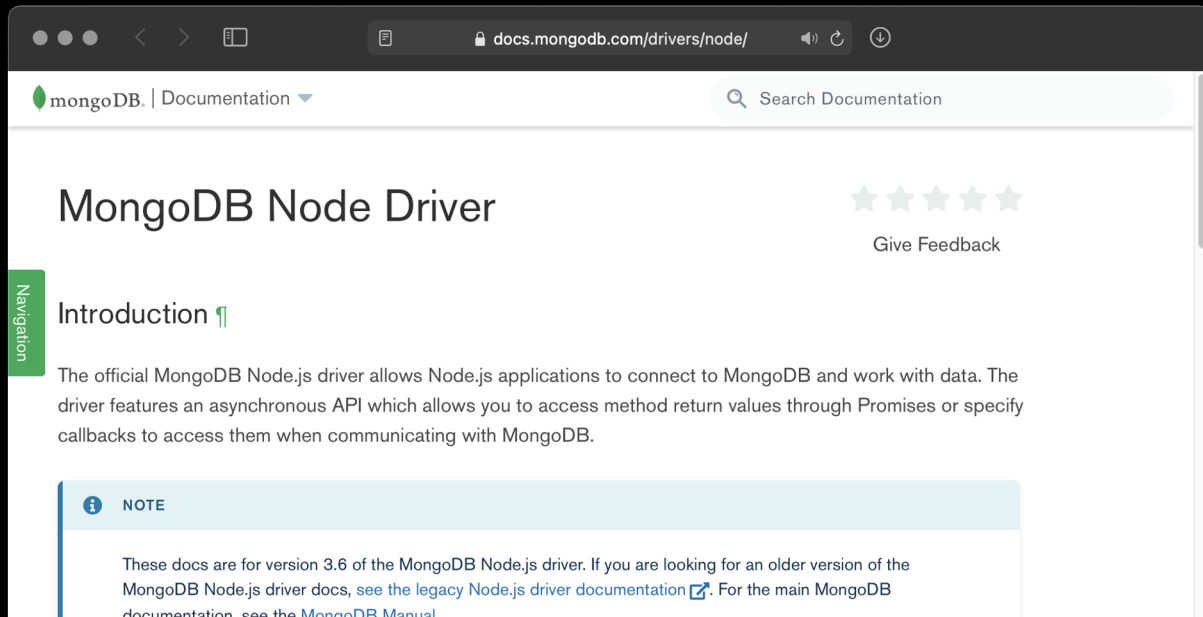 docs.mongodb.com/drivers/node/
mongoDB. | Documentation
Search Documentation
MongoDB Node Driver
Give Feedback
Navigation
Introduction ¶
The official MongoDB Node.js driver allows Node.js applications to connect to MongoDB and work with data. The
driver features an asynchronous API which allows you to access method return values through Promises or specify
callbacks to access them when communicating with MongoDB.
NOTE
These docs are for version 3.6 of the MongoDB Node.js driver. If you are looking for an older version of the
MongoDB Node.js driver docs, see the legacy Node.js driver documentation. For the main MongoDB
documentation, see the MongoDB Manual.